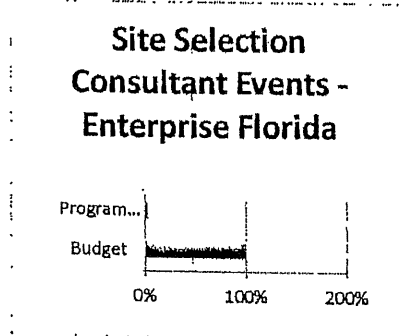 Site Selection
Consultant Events -
Enterprise Florida
Program...
Budget
0% 100% 200%